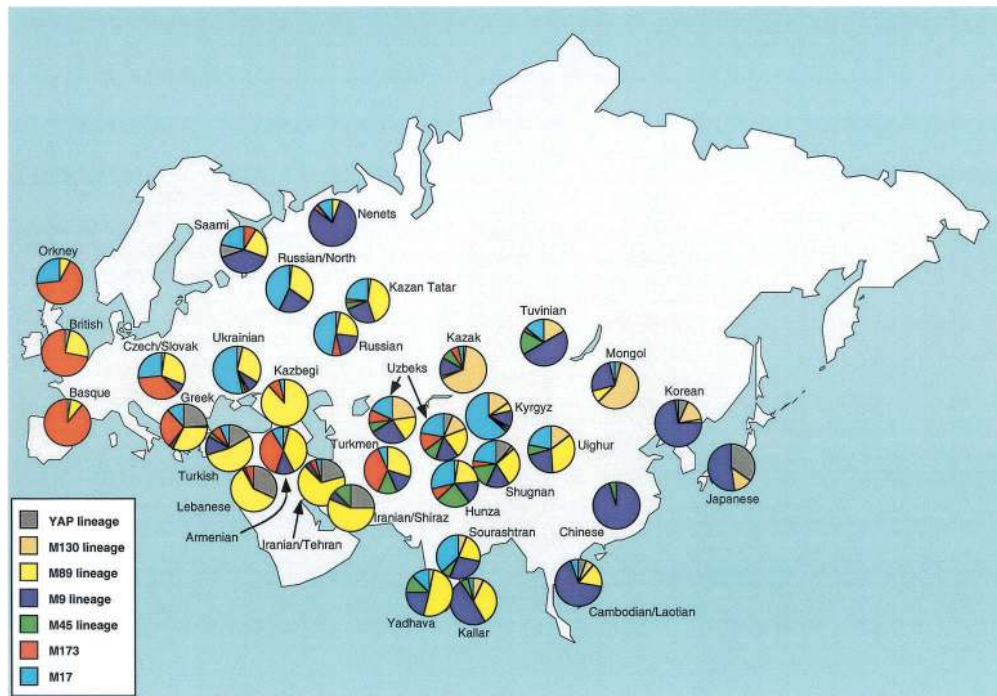 Nenets
Saami
Russian/North
Orkney
Kazan Tatar
British
Tuvinian
Czech/Slovak
Ukrainian
Russian
Kazak
Mongol
Uzbeks
Basque
Kazbegi
Korean
Greek
Kyrgyz
Turkmen
Uighur
Turkish
Shugnan
Japanese
Lebanese
Hunza
Iranian/Shiraz
Chinese
Armenian
Iranian/Tehran
Sourashtran
Yadhava
Kallar
Cambodian/Laotian
YAP lineage
M130 lineage
M89 lineage
M9 lineage
M45 lineage
M173
M17